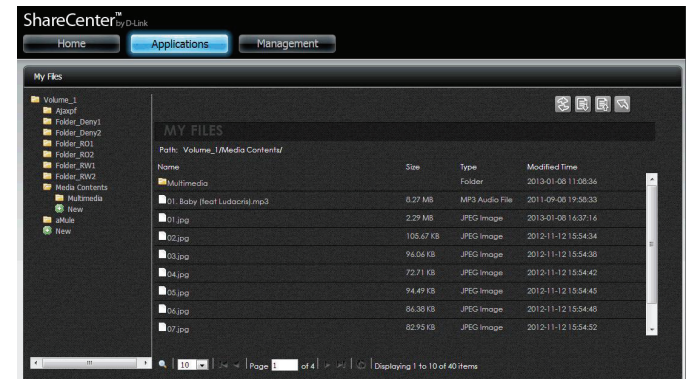 ShareCenter™ by D-Link
Home Applications Management
My Files
Volume_1
Ajaxpf
Folder_Deny1
Folder_Deny2
Folder_RO1
Folder_RO2
Folder_RW1
Folder_RW2
Media Contents
Multimedia
New
aMule
New
MY FILES
Path: Volume_1/Media Contents/
Name Size Type Modified Time
Multimedia Folder 2013-01-08 11:08:36
01. Baby (feat Ludacris).mp3 8.27 MB MP3 Audio File 2011-09-08 19:58:33
01.jpg 2.29 MB JPEG Image 2013-01-08 16:37:16
02.jpg 105.67 KB JPEG Image 2012-11-12 15:54:34
03.jpg 96.06 KB JPEG Image 2012-11-12 15:54:38
04.jpg 72.71 KB JPEG Image 2012-11-12 15:54:42
05.jpg 94.49 KB JPEG Image 2012-11-12 15:54:45
06.jpg 86.38 KB JPEG Image 2012-11-12 15:54:48
07.jpg 82.95 KB JPEG Image 2012-11-12 15:54:52
10 Page 1 of 4 Displaying 1 to 10 of 40 items